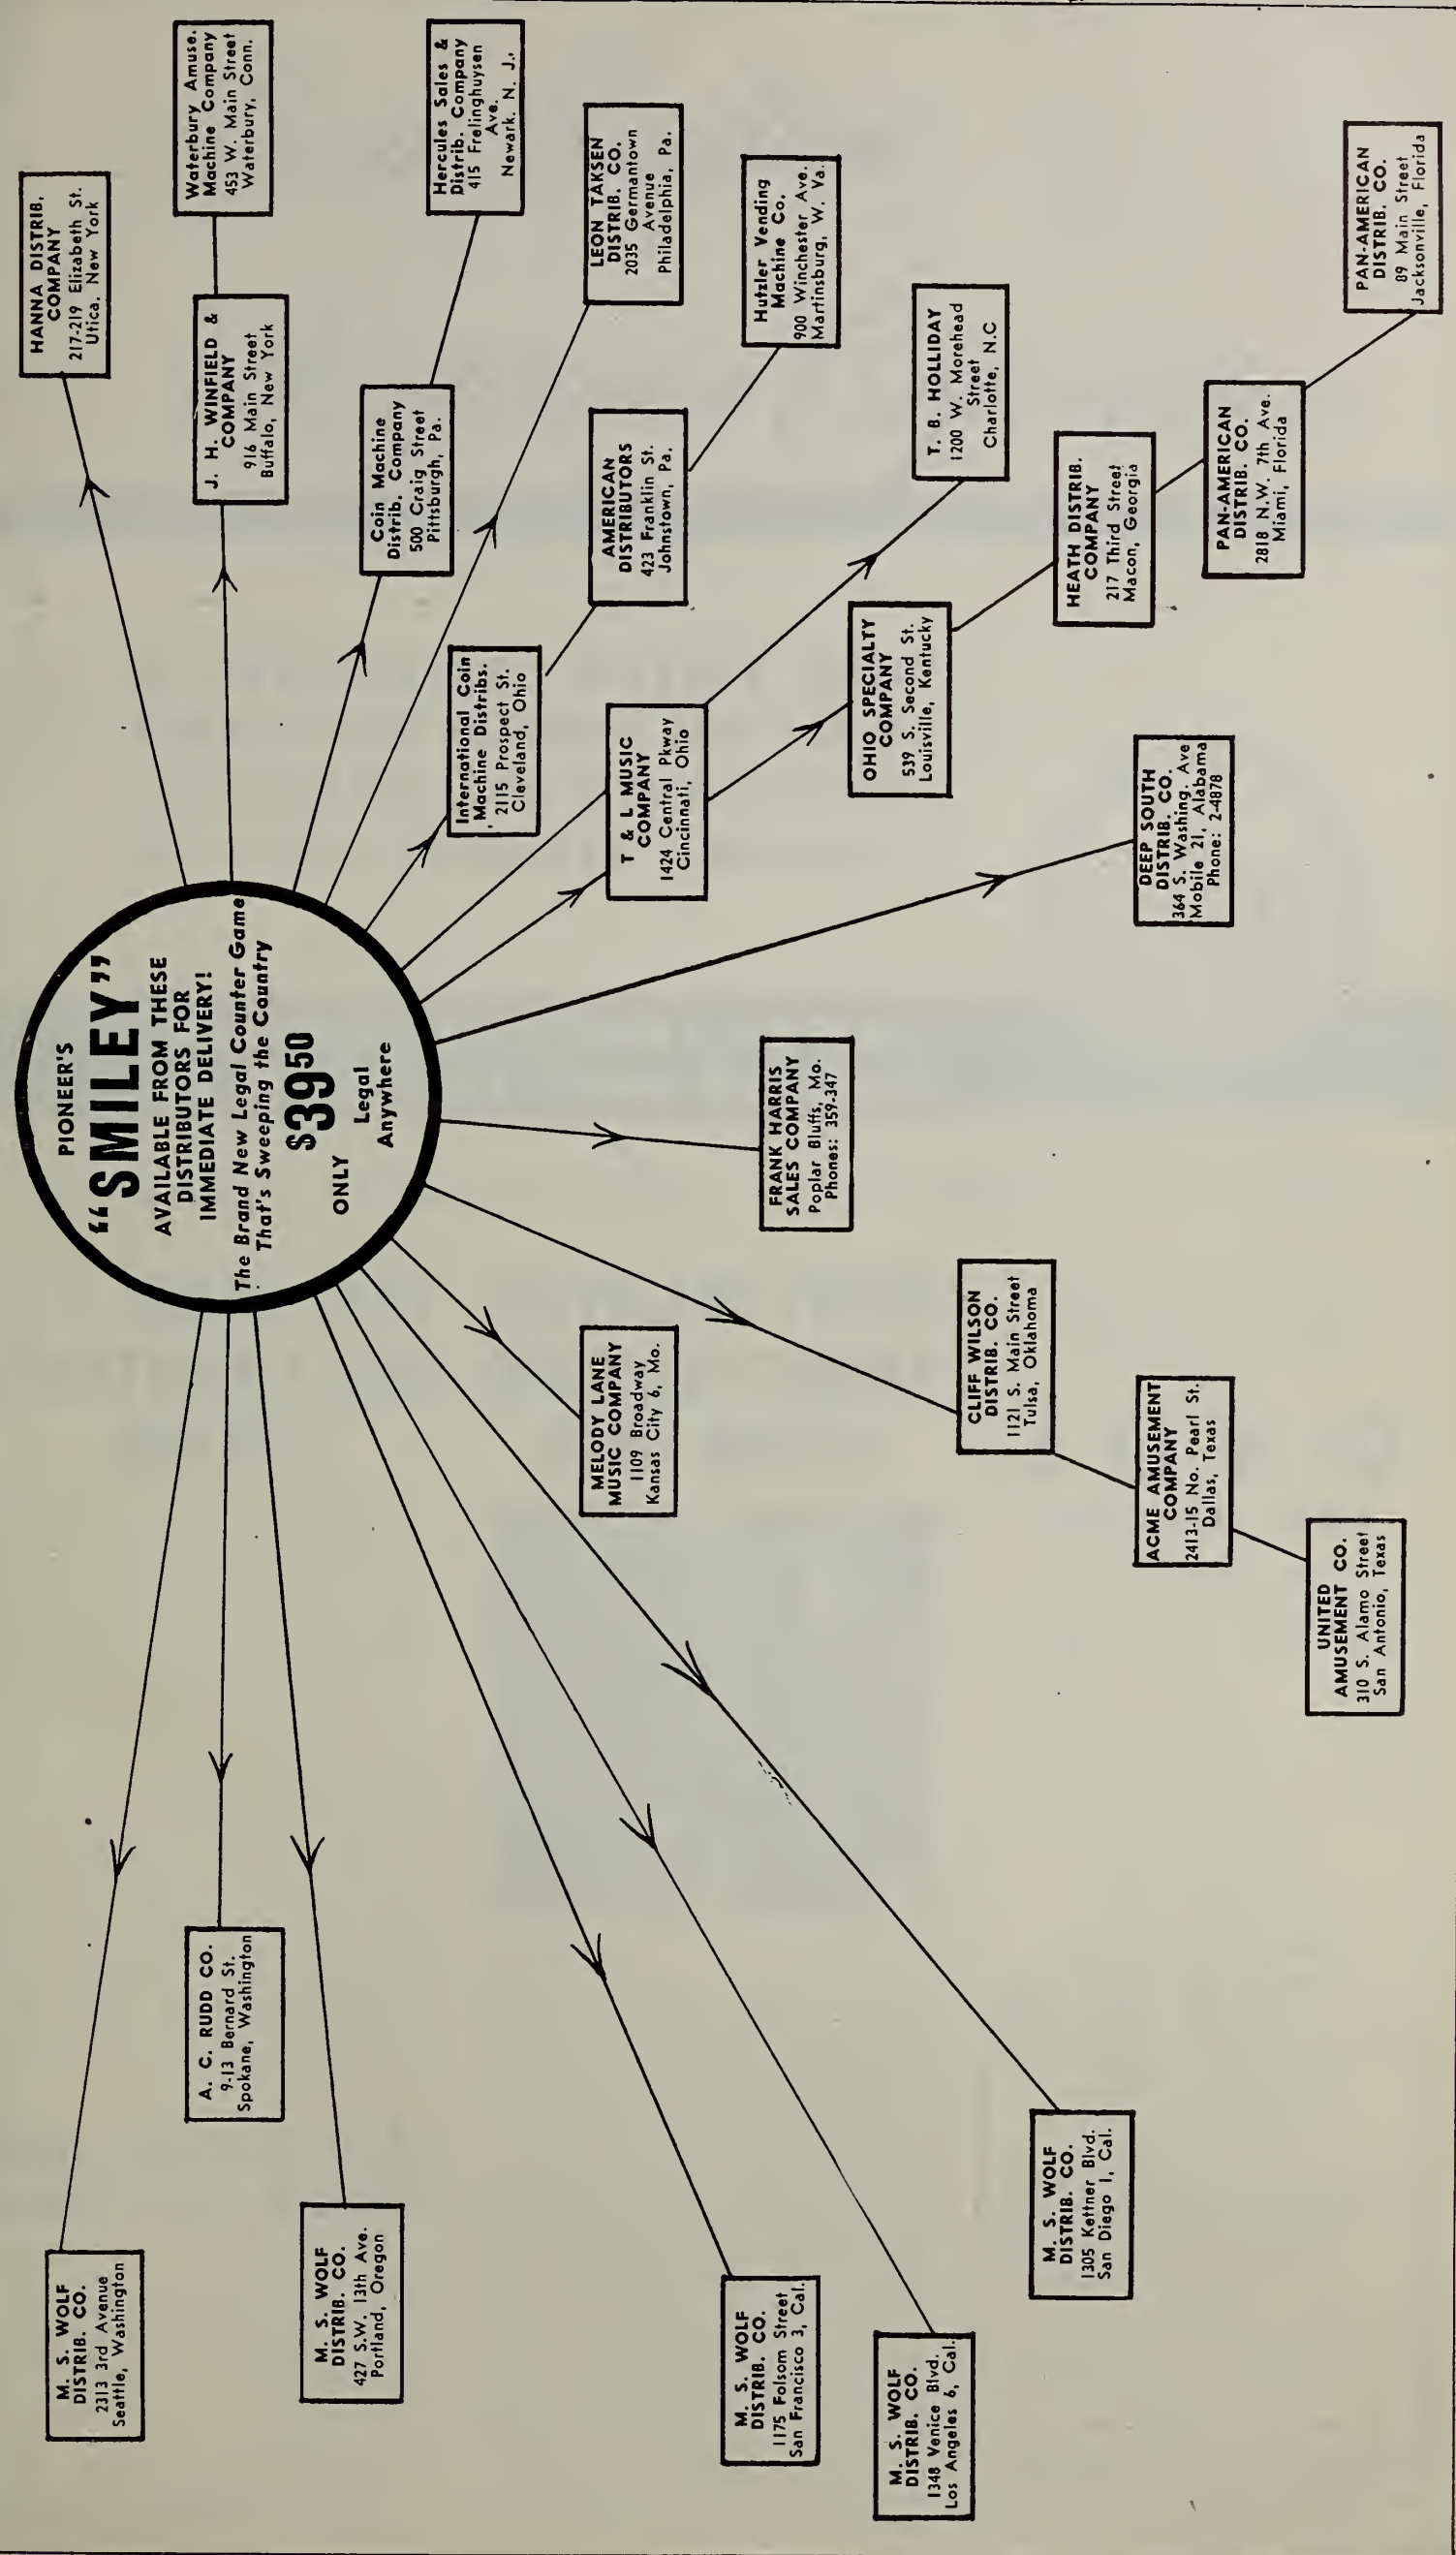 PIONEER'S
“SMILEY”
AVAILABLE FROM THESE
DISTRIBUTORS FOR
IMMEDIATE DELIVERY!
The Brand New Legal Counter Game
That's Sweeping the Country
ONLY $3950
Legal
Anywhere
M. S. WOLF
DISTRIB. CO.
2313 3rd Avenue
Seattle, Washington
A. C. RUDD CO.
9-13 Bernard St.
Spokane, Washington
M. S. WOLF
DISTRIB. CO.
427 S.W. 13th Ave.
Portland, Oregon
M. S. WOLF
DISTRIB. CO.
1175 Folsom Street
San Francisco 3, Cal.
M. S. WOLF
DISTRIB. CO.
1348 Venice Blvd.
Los Angeles 6, Cal.
M. S. WOLF
DISTRIB. CO.
1305 Kettner Blvd.
San Diego 1, Cal.
MELODY LANE
MUSIC COMPANY
1109 Broadway
Kansas City 6, Mo.
CLIFF WILSON
DISTRIB. CO.
1121 S. Main Street
Tulsa, Oklahoma
ACME AMUSEMENT
COMPANY
2413-15 No. Pearl St.
Dallas, Texas
UNITED
AMUSEMENT CO.
310 S. Alamo Street
San Antonio, Texas
FRANK HARRIS
SALES COMPANY
Poplar Bluffs, Mo.
Phones: 359-347
DEEP SOUTH
DISTRIB. CO.
364 S. Washing. Ave
Mobile 21, Alabama
Phone: 2-4878
T & L MUSIC
COMPANY
1424 Central Pkway
Cincinnati, Ohio
OHIO SPECIALTY
COMPANY
539 S. Second St.
Louisville, Kentucky
HEATH DISTRIB.
COMPANY
217 Third Street
Macon, Georgia
PAN-AMERICAN
DISTRIB. CO.
2818 N.W. 7th Ave.
Miami, Florida
PAN-AMERICAN
DISTRIB. CO.
89 Main Street
Jacksonville, Florida
T. B. HOLLIDAY
1200 W. Morehead
Street
Charlotte, N.C
International Coin
Machine Distribs.
2115 Prospect St.
Cleveland, Ohio
AMERICAN
DISTRIBUTORS
423 Franklin St.
Johnstown, Pa.
Hutzler Vending
Machine Co.
900 Winchester Ave.
Martinsburg, W. Va.
LEON TAKSEN
DISTRIB. CO.
2035 Germantown
Avenue
Philadelphia, Pa.
Coin Machine
Distrib. Company
500 Craig Street
Pittsburgh, Pa.
Hercules Sales &
Distrib. Company
415 Frelinghuysen
Ave.
Newark. N. J.
J. H. WINFIELD &
COMPANY
916 Main Street
Buffalo, New York
Waterbury Amuse.
Machine Company
453 W. Main Street
Waterbury, Conn.
HANNA DISTRIB.
COMPANY
217-219 Elizabeth St.
Utica, New York